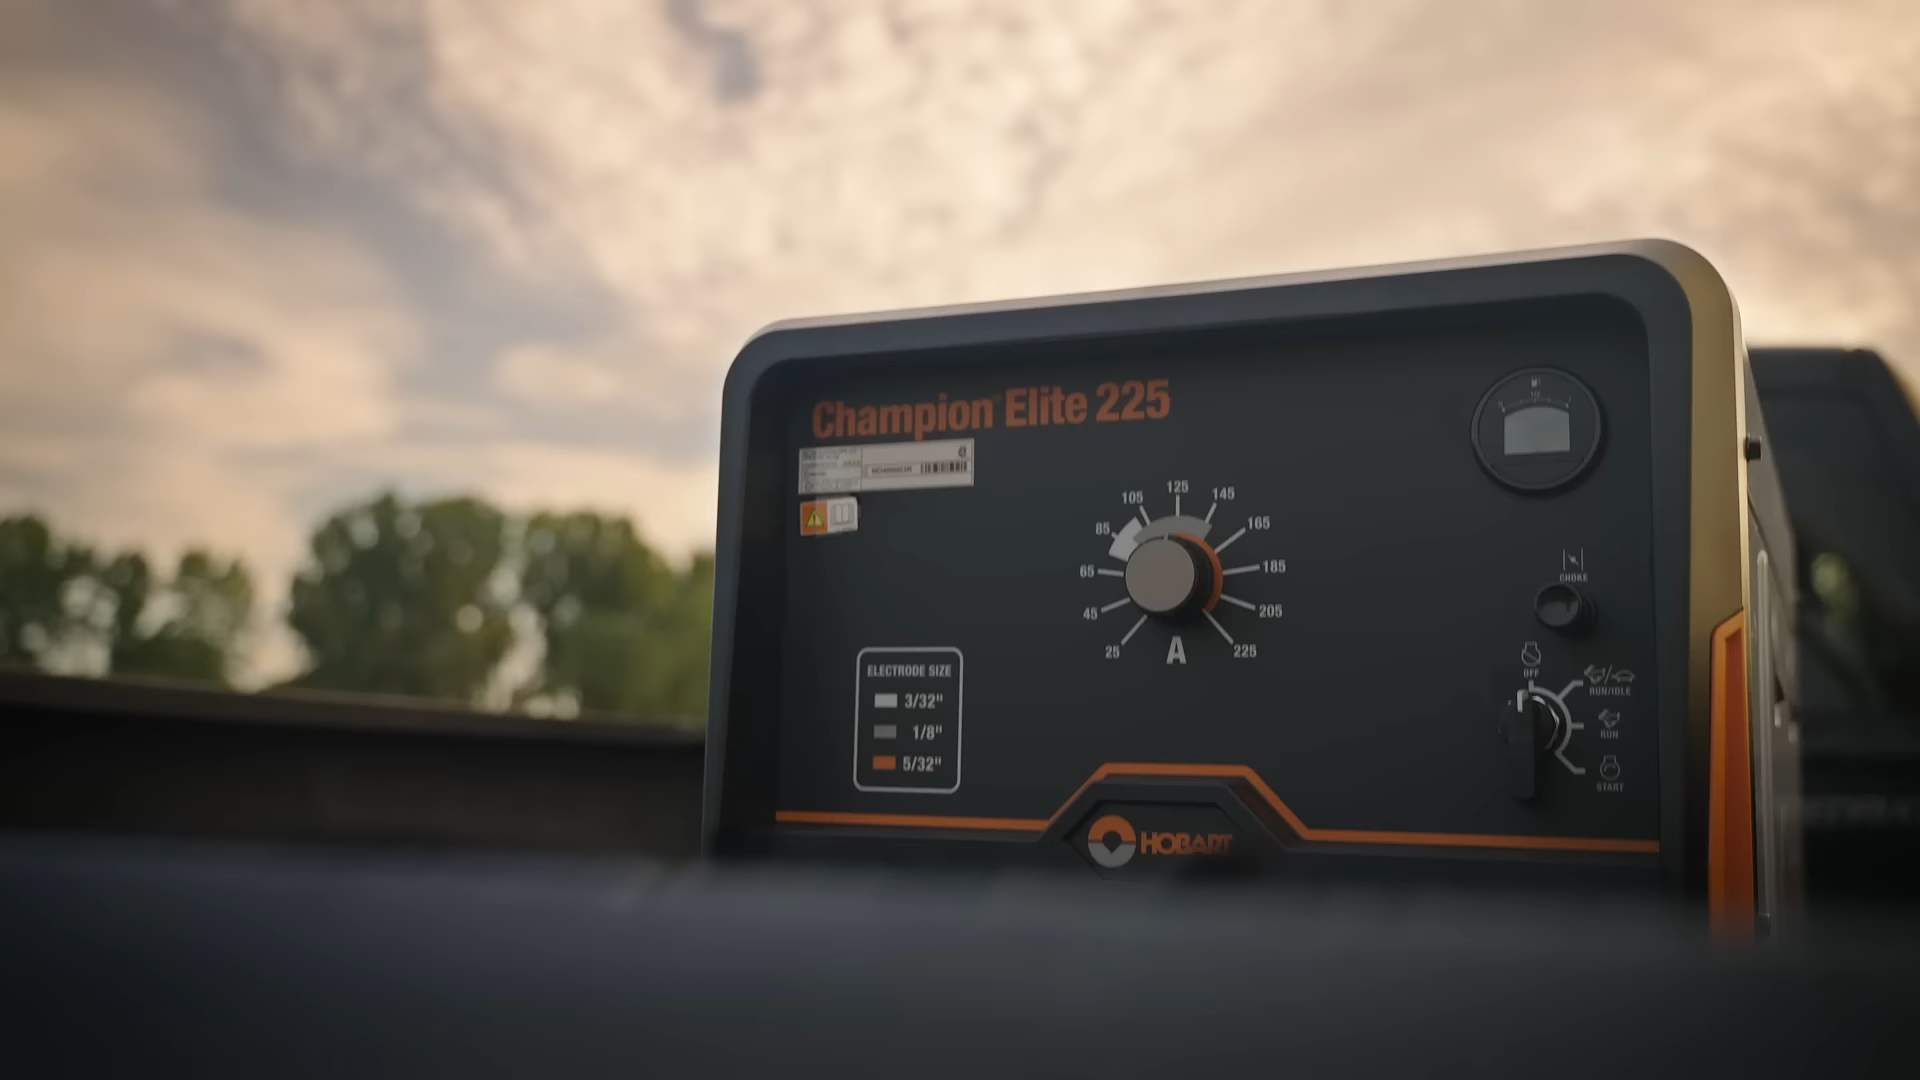 Champion Elite 225
105
125
145
85
165
65
185
45
205
25
A
225
CHOKE
OFF
RUN/IDLE
RUN
START
ELECTRODE SIZE
3/32"
1/8"
5/32"
HOBART